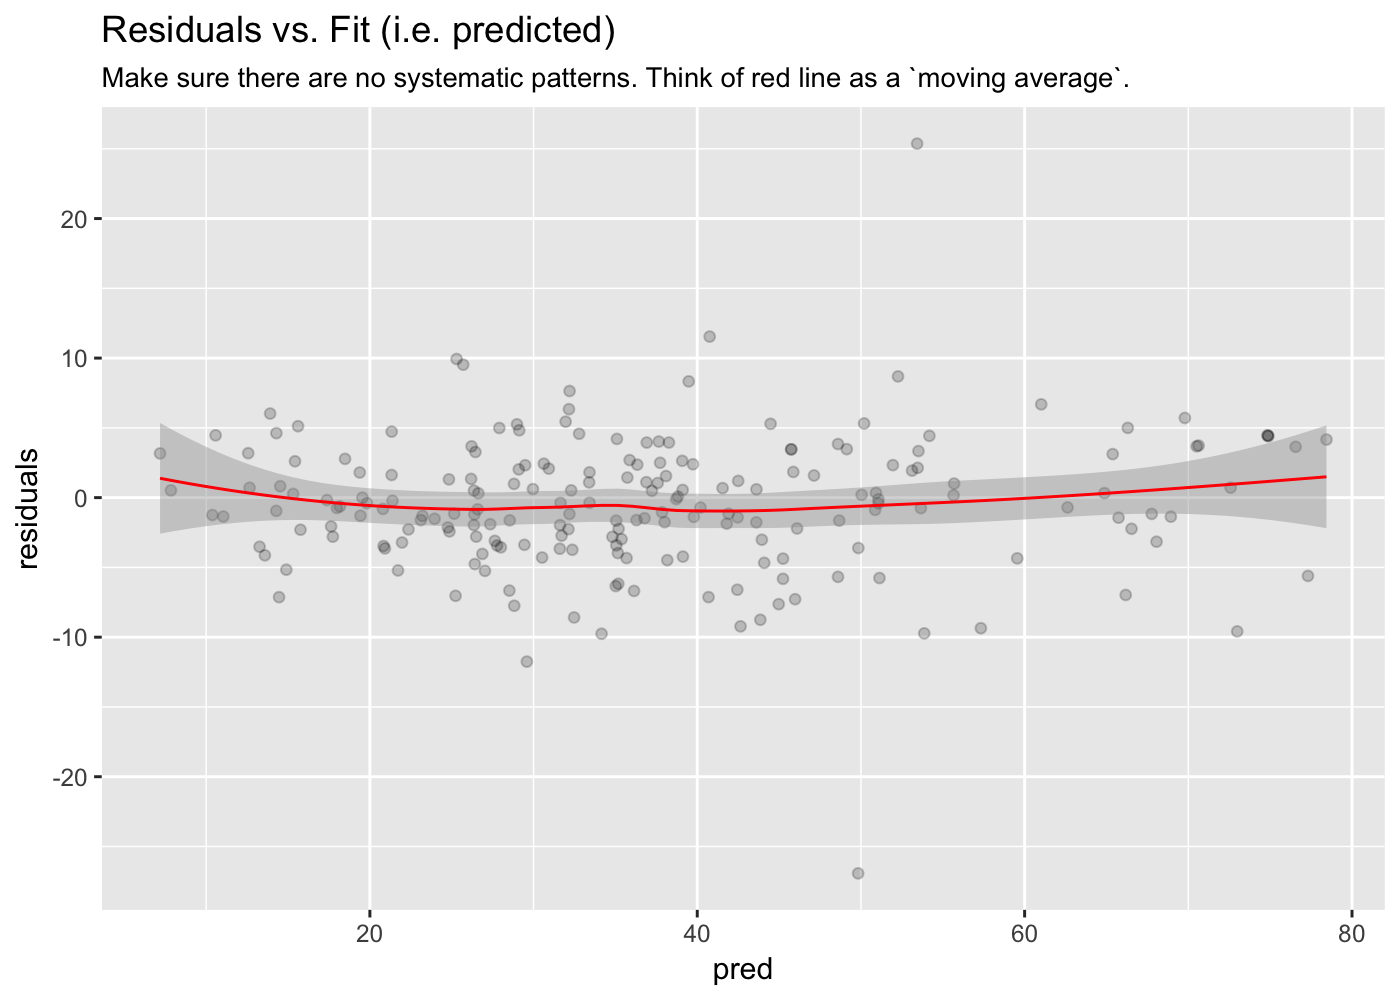 Residuals vs. Fit (i.e. predicted)
Make sure there are no systematic patterns. Think of red line as a `moving average`.
residuals
20
10
0
-10
-20
20
40
60
80
pred